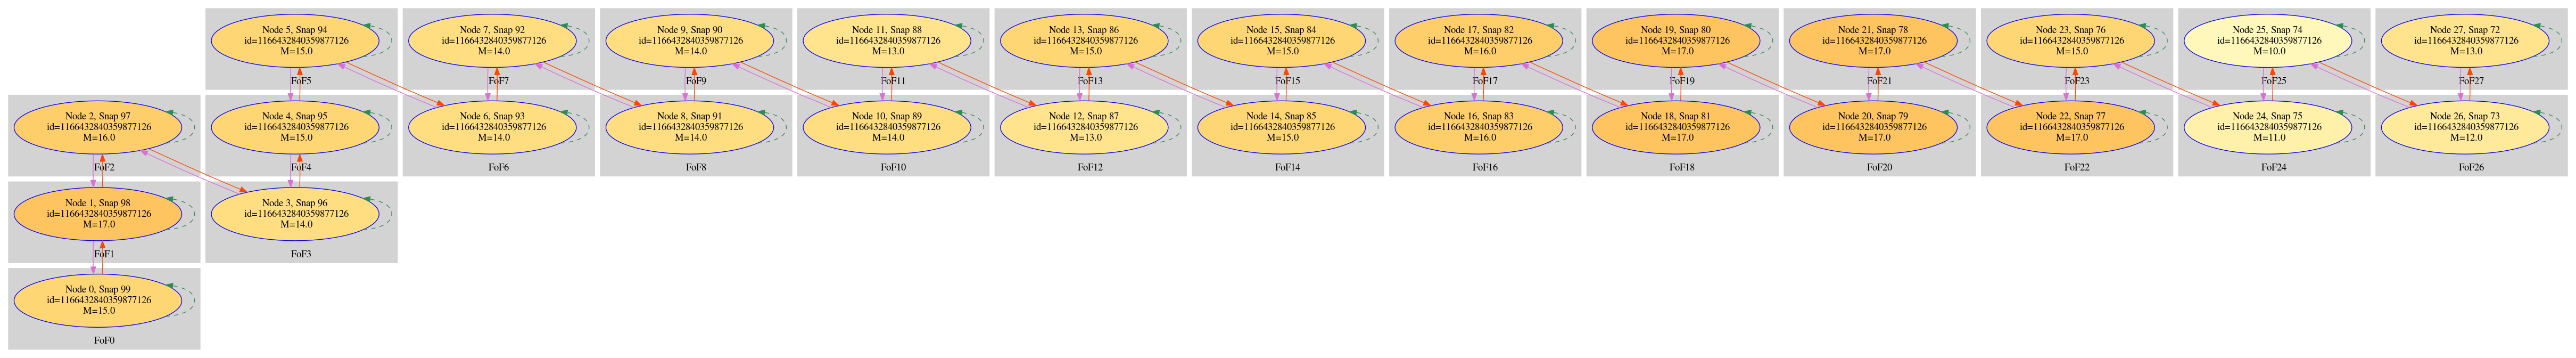 Node 5, Snap 94
id=1166432840359877126
M=15.0
FoF5
Node 7, Snap 92
id=1166432840359877126
M=14.0
FoF7
Node 9, Snap 90
id=1166432840359877126
M=14.0
FoF9
Node 11, Snap 88
id=1166432840359877126
M=13.0
FoF11
Node 13, Snap 86
id=1166432840359877126
M=15.0
FoF13
Node 15, Snap 84
id=1166432840359877126
M=15.0
FoF15
Node 17, Snap 82
id=1166432840359877126
M=16.0
FoF17
Node 19, Snap 80
id=1166432840359877126
M=17.0
FoF19
Node 21, Snap 78
id=1166432840359877126
M=17.0
FoF21
Node 23, Snap 76
id=1166432840359877126
M=15.0
FoF23
Node 25, Snap 74
id=1166432840359877126
M=10.0
FoF25
Node 27, Snap 72
id=1166432840359877126
M=13.0
FoF27
Node 2, Snap 97
id=1166432840359877126
M=16.0
FoF2
Node 4, Snap 95
id=1166432840359877126
M=15.0
FoF4
Node 6, Snap 93
id=1166432840359877126
M=14.0
FoF6
Node 8, Snap 91
id=1166432840359877126
M=14.0
FoF8
Node 10, Snap 89
id=1166432840359877126
M=14.0
FoF10
Node 12, Snap 87
id=1166432840359877126
M=13.0
FoF12
Node 14, Snap 85
id=1166432840359877126
M=15.0
FoF14
Node 16, Snap 83
id=1166432840359877126
M=16.0
FoF16
Node 18, Snap 81
id=1166432840359877126
M=17.0
FoF18
Node 20, Snap 79
id=1166432840359877126
M=17.0
FoF20
Node 22, Snap 77
id=1166432840359877126
M=17.0
FoF22
Node 24, Snap 75
id=1166432840359877126
M=11.0
FoF24
Node 26, Snap 73
id=1166432840359877126
M=12.0
FoF26
Node 1, Snap 98
id=1166432840359877126
M=17.0
FoF1
Node 3, Snap 96
id=1166432840359877126
M=14.0
FoF3
Node 0, Snap 99
id=1166432840359877126
M=15.0
FoF0